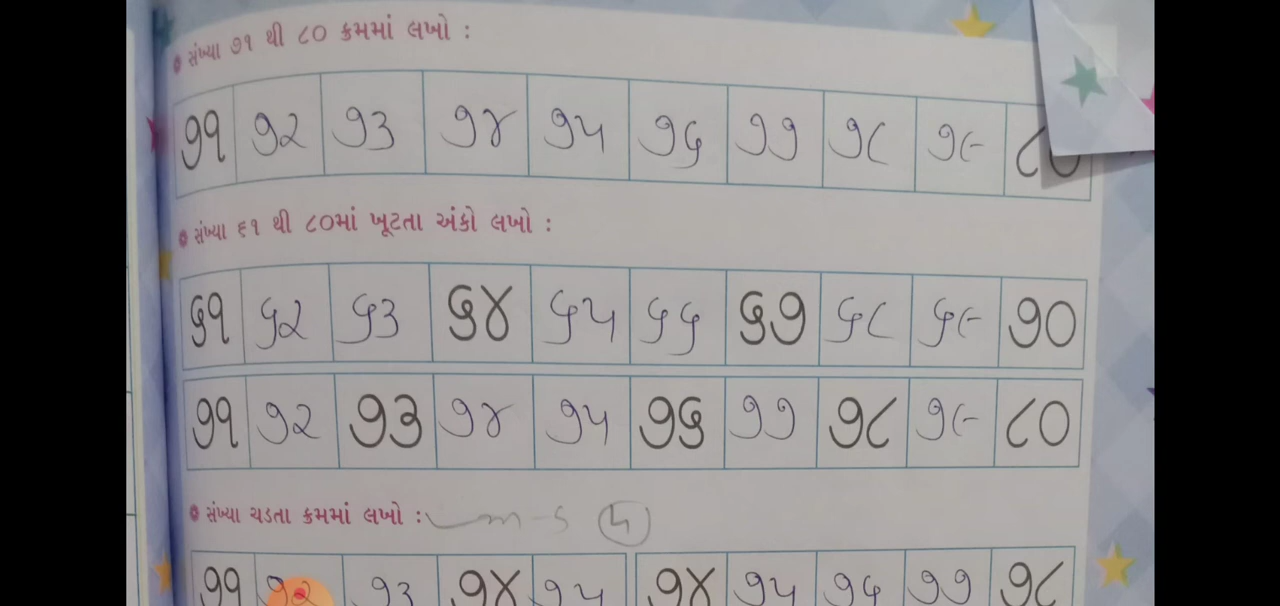 સંખ્યા ૭૧ થી ૮૦ ક્રમમાં લખો :
૭૧ ૭૨ ૭૩ ૭૪ ૭૫ ૭૬ ૭૭ ૭૮ ૭૯ ૮૦
સંખ્યા ૬૧ થી ૮૦માં ખૂટતા અંકો લખો :
૬૧ ૬૨ ૬૩ ૬૪ ૬૫ ૬૬ ૬૭ ૬૮ ૬૯ ૭૦
૭૧ ૭૨ ૭૩ ૭૪ ૭૫ ૭૬ ૭૭ ૭૮ ૭૯ ૮૦
સંખ્યા ચડતા ક્રમમાં લખો :
૭૧ ૭૨ ૭૩ ૭૪ ૭૫ ૭૪ ૭૫ ૭૬ ૭૭ ૭૮